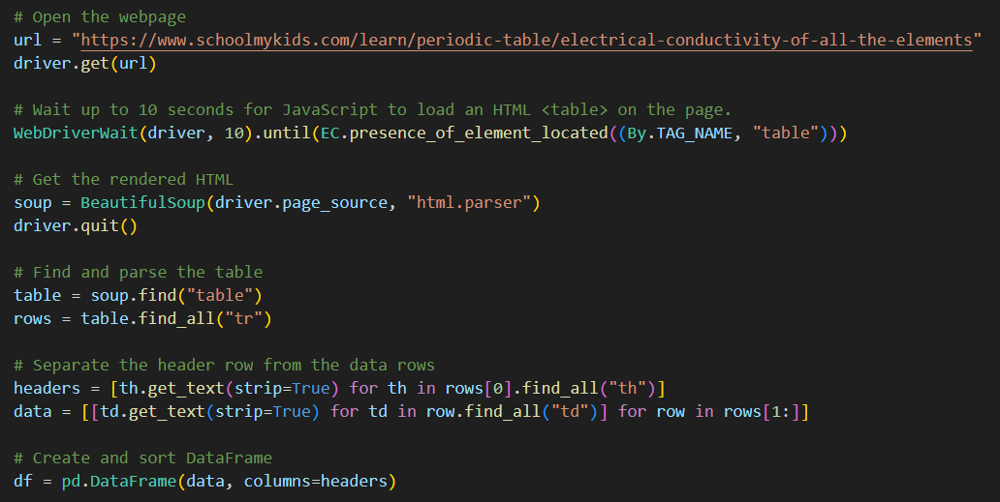 # Open the webpage
url = "https://www.schoolmykids.com/learn/periodic-table/electrical-conductivity-of-all-the-elements"
driver.get(url)
# Wait up to 10 seconds for JavaScript to load an HTML <table> on the page.
WebDriverWait(driver, 10).until(EC.presence_of_element_located((By.TAG_NAME, "table")))
# Get the rendered HTML
soup = BeautifulSoup(driver.page_source, "html.parser")
driver.quit()
# Find and parse the table
table = soup.find("table")
rows = table.find_all("tr")
# Separate the header row from the data rows
headers = [th.get_text(strip=True) for th in rows[0].find_all("th")]
data = [[td.get_text(strip=True) for td in row.find_all("td")] for row in rows[1:]]
# Create and sort DataFrame
df = pd.DataFrame(data, columns=headers)